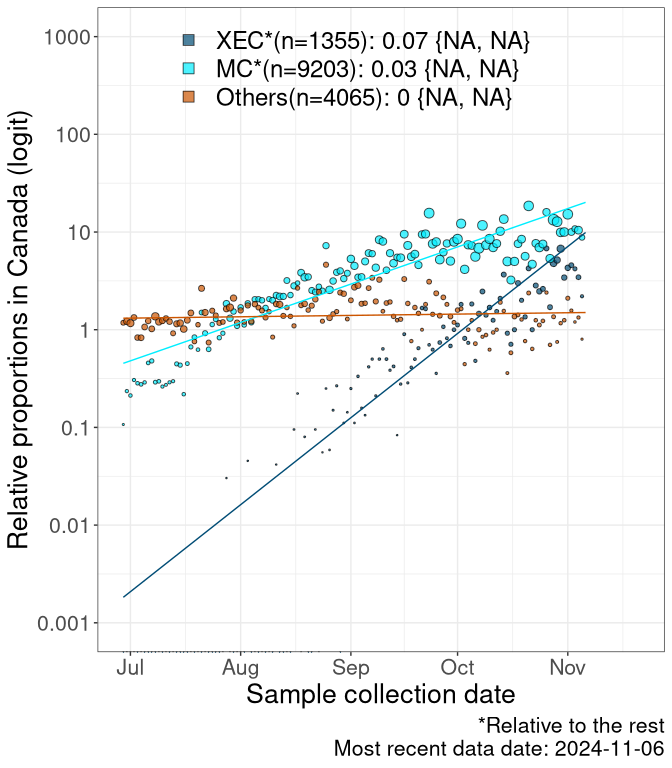 XEC*(n=1355): 0.07 {NA, NA}
MC*(n=9203): 0.03 {NA, NA}
Others(n=4065): 0 {NA, NA}
Relative proportions in Canada (logit)
1000
100
10
1
0.1
0.01
0.001
Jul Aug Sep Oct Nov
Sample collection date
*Relative to the rest
Most recent data date: 2024-11-06